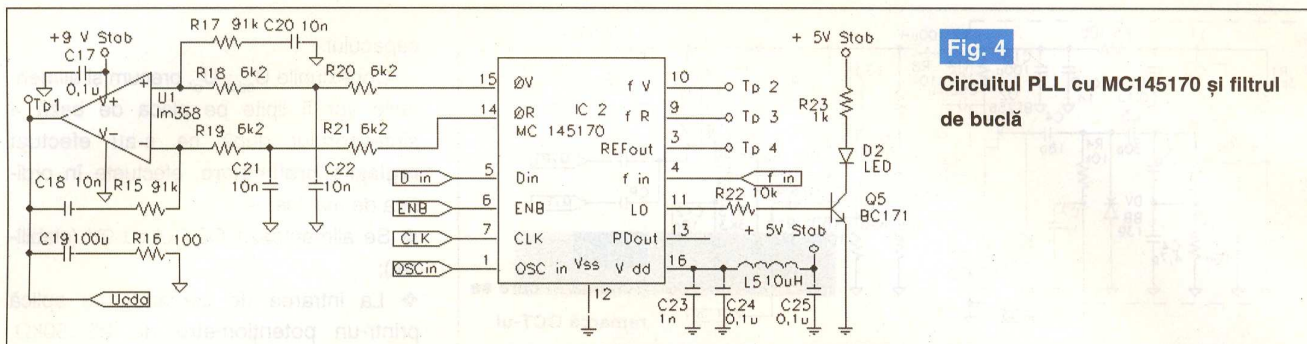 R17 91k C20 10n
+9 V Stab
C17
0,1u
Tp1
V+
+
U1
lm358
V-
-
R18 6k2 R20 6k2
R19 6k2 R21 6k2
C21
10n
C22
10n
C18 10n R15 91k
C19 100u R16 100
Ucda
D in
ENB
CLK
OSCin
15
14
5
6
7
1
ØV
ØR
IC 2
MC 145170
Din
ENB
CLK
OSC in
Vss
12
f V
f R
REFout
f in
LD
PDout
V dd
10
9
3
4
11
13
16
Tp 2
Tp 3
Tp 4
f in
R22 10k
+ 5V Stab
R23
1k
D2
LED
Q5
BC171
+ 5V Stab
L5 10uH
C23
1n
C24
0,1u
C25
0,1u
Fig. 4
Circuitul PLL cu MC145170 și filtrul
de buclă